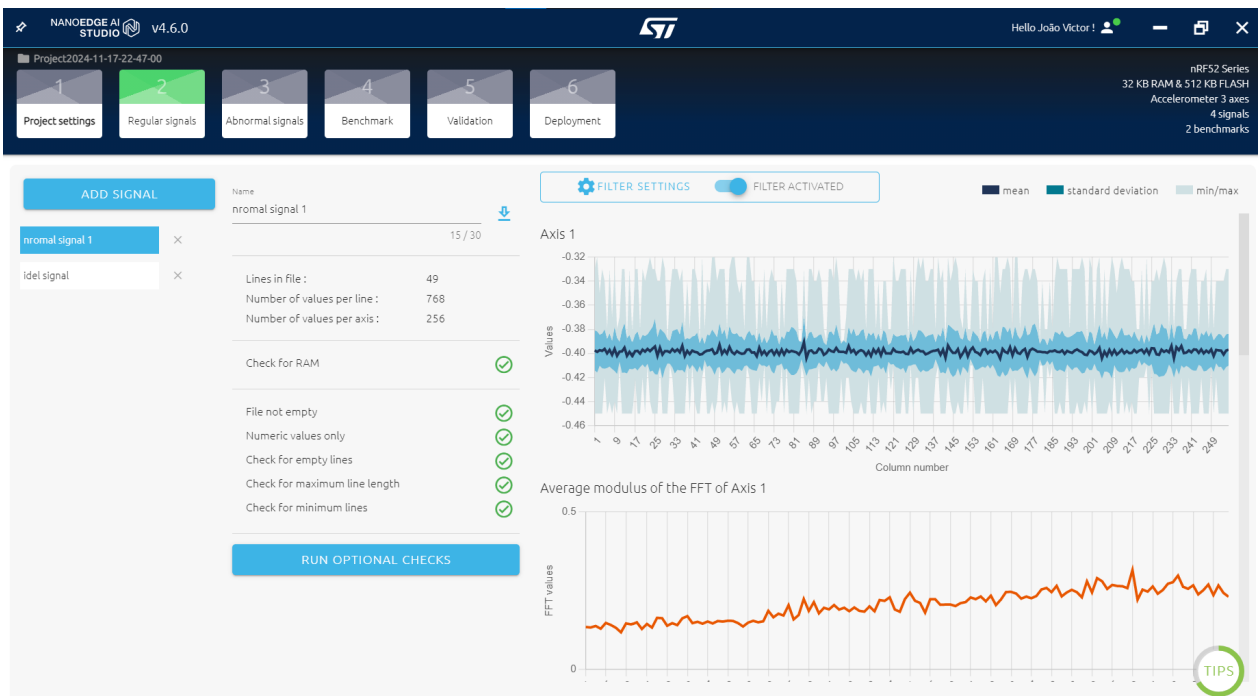 NANOEDGE AI
STUDIO
v4.6.0
Hello João Victor !
Project2024-11-17-22-47-00
1
Project settings
2
Regular signals
3
Abnormal signals
4
Benchmark
5
Validation
6
Deployment
nRF52 Series
32 KB RAM & 512 KB FLASH
Accelerometer 3 axes
4 signals
2 benchmarks
ADD SIGNAL
nromal signal 1
idel signal
Name
nromal signal 1
15 / 30
Lines in file : 49
Number of values per line : 768
Number of values per axis : 256
Check for RAM
File not empty
Numeric values only
Check for empty lines
Check for maximum line length
Check for minimum lines
RUN OPTIONAL CHECKS
FILTER SETTINGS
FILTER ACTIVATED
mean
standard deviation
min/max
Axis 1
-0.32
-0.34
-0.36
-0.38
-0.40
-0.42
-0.44
-0.46
Values
1 9 17 25 33 41 49 57 65 73 81 89 97 105 113 121 129 137 145 153 161 169 177 185 193 201 209 217 225 233 241 249
Column number
Average modulus of the FFT of Axis 1
0.5
0
FFT values
TIPS